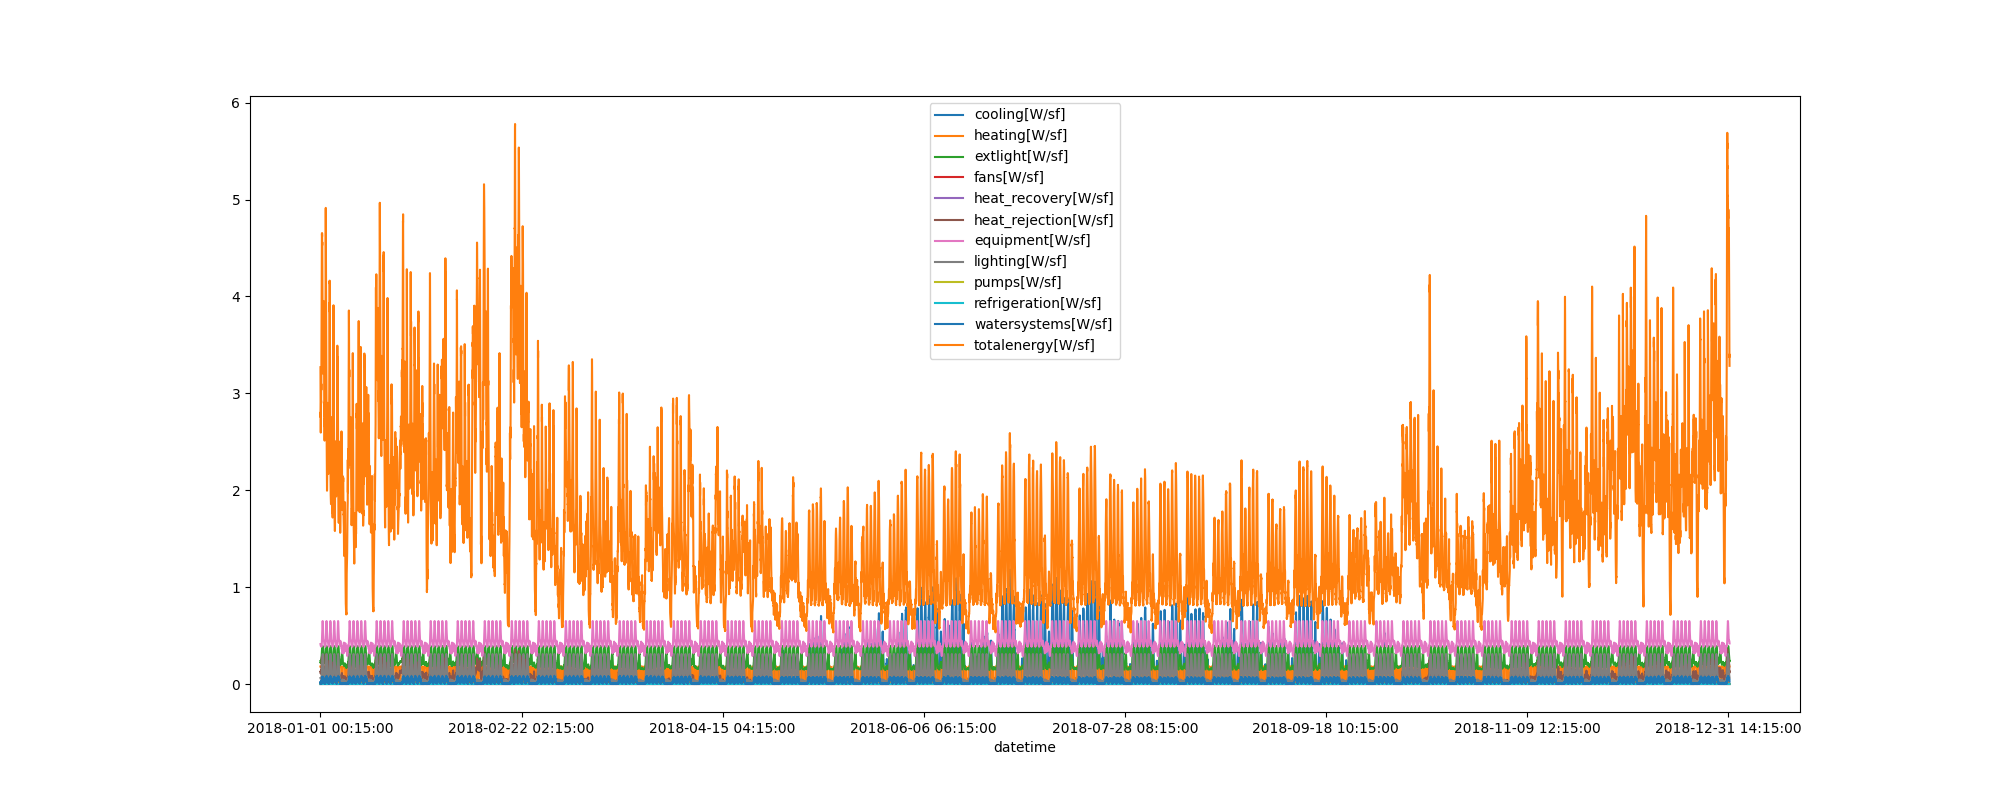 6
5
4
3
2
1
0
cooling[W/sf]
heating[W/sf]
extlight[W/sf]
fans[W/sf]
heat_recovery[W/sf]
heat_rejection[W/sf]
equipment[W/sf]
lighting[W/sf]
pumps[W/sf]
refrigeration[W/sf]
watersystems[W/sf]
totalenergy[W/sf]
2018-01-01 00:15:00 2018-02-22 02:15:00 2018-04-15 04:15:00 2018-06-06 06:15:00 2018-07-28 08:15:00 2018-09-18 10:15:00 2018-11-09 12:15:00 2018-12-31 14:15:00
datetime